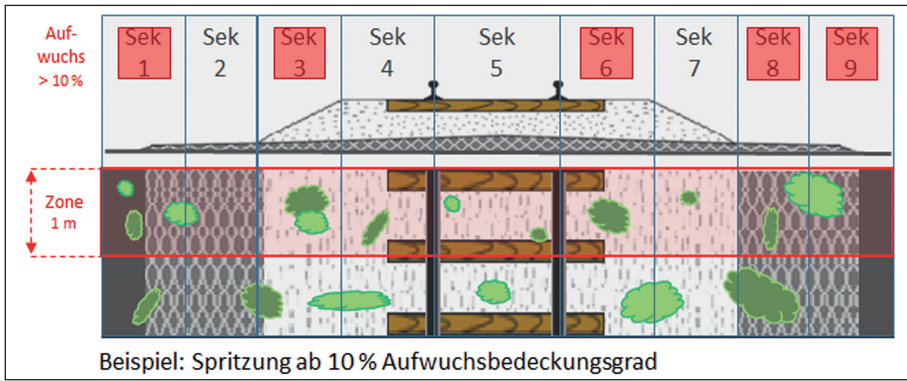 Auf-
wuchs
> 10 %
Sek
1
Sek
2
Sek
3
Sek
4
Sek
5
Sek
6
Sek
7
Sek
8
Sek
9
Zone
1 m
Beispiel: Spritzung ab 10 % Aufwuchsbedeckungsgrad